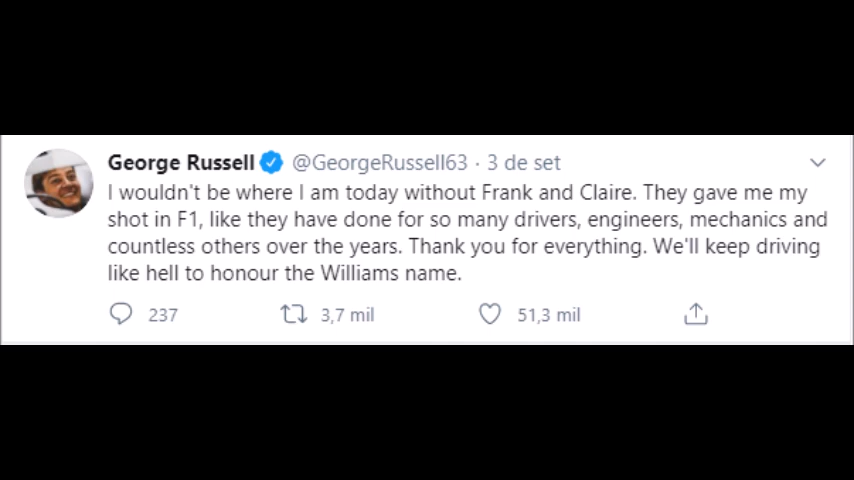 George Russell @GeorgeRussell63 · 3 de set
I wouldn't be where I am today without Frank and Claire. They gave me my
shot in F1, like they have done for so many drivers, engineers, mechanics and
countless others over the years. Thank you for everything. We'll keep driving
like hell to honour the Williams name.
237 3,7 mil 51,3 mil